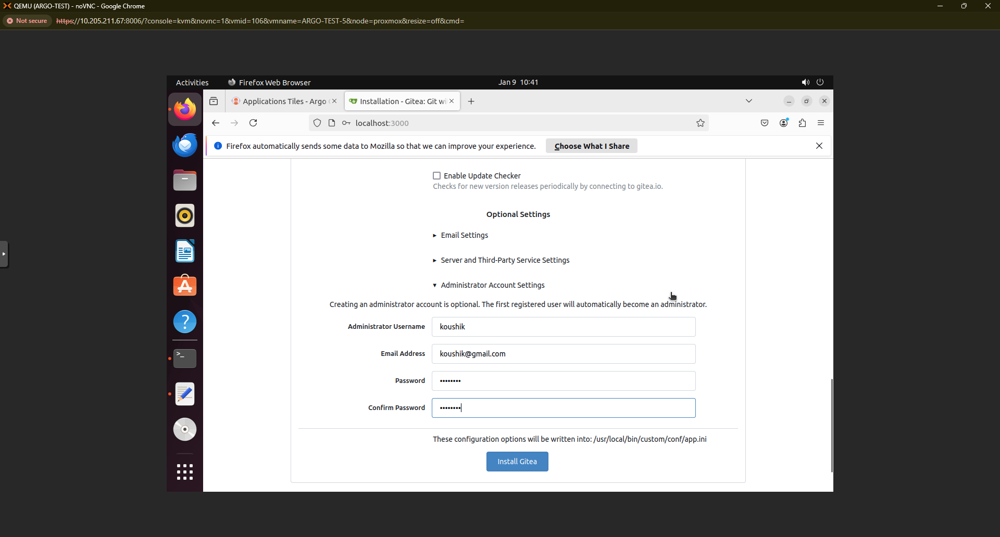 QEMU (ARGO-TEST) - noVNC - Google Chrome
Not secure https://10.205.211.67:8006/?console=kvm&novnc=1&vmid=106&vmname=ARGO-TEST-5&node=proxmox&resize=off&cmd=
Activities Firefox Web Browser Jan 9 10:41
Applications Tiles - Argo Installation - Gitea: Git wi
localhost:3000
Firefox automatically sends some data to Mozilla so that we can improve your experience. Choose What I Share
Enable Update Checker
Checks for new version releases periodically by connecting to gitea.io.
Optional Settings
Email Settings
Server and Third-Party Service Settings
Administrator Account Settings
Creating an administrator account is optional. The first registered user will automatically become an administrator.
Administrator Username koushik
Email Address koushik@gmail.com
Password ••••••••
Confirm Password ••••••••
These configuration options will be written into: /usr/local/bin/custom/conf/app.ini
Install Gitea